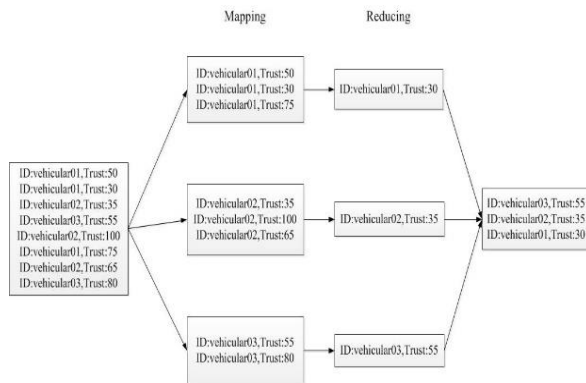 Mapping
Reducing
ID:vehicular01,Trust:50
ID:vehicular01,Trust:30
ID:vehicular02,Trust:35
ID:vehicular03,Trust:55
ID:vehicular02,Trust:100
ID:vehicular01,Trust:75
ID:vehicular02,Trust:65
ID:vehicular03,Trust:80
ID:vehicular01,Trust:50
ID:vehicular01,Trust:30
ID:vehicular01,Trust:75
ID:vehicular02,Trust:35
ID:vehicular02,Trust:100
ID:vehicular02,Trust:65
ID:vehicular03,Trust:55
ID:vehicular03,Trust:80
ID:vehicular01,Trust:30
ID:vehicular02,Trust:35
ID:vehicular03,Trust:55
ID:vehicular03,Trust:55
ID:vehicular02,Trust:35
ID:vehicular01,Trust:30